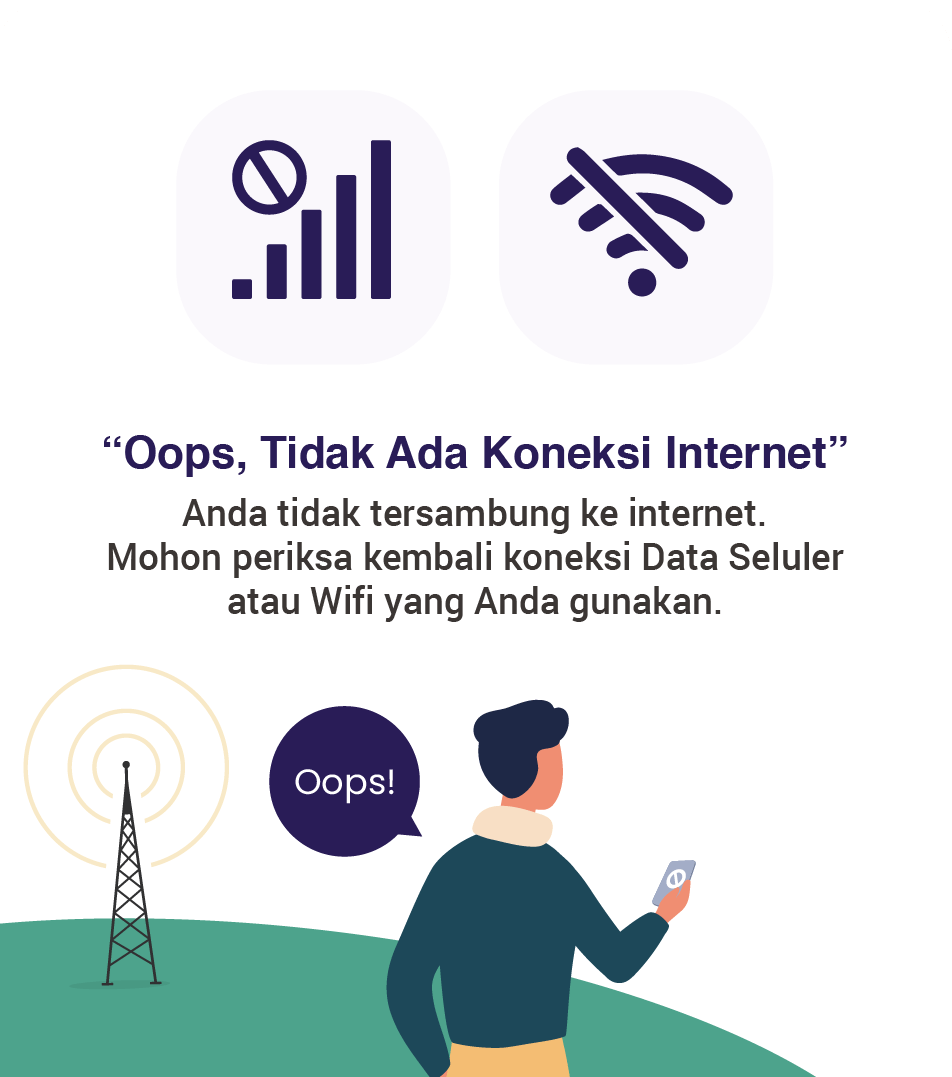 “Oops, Tidak Ada Koneksi Internet”
Anda tidak tersambung ke internet.
Mohon periksa kembali koneksi Data Seluler
atau Wifi yang Anda gunakan.
Oops!